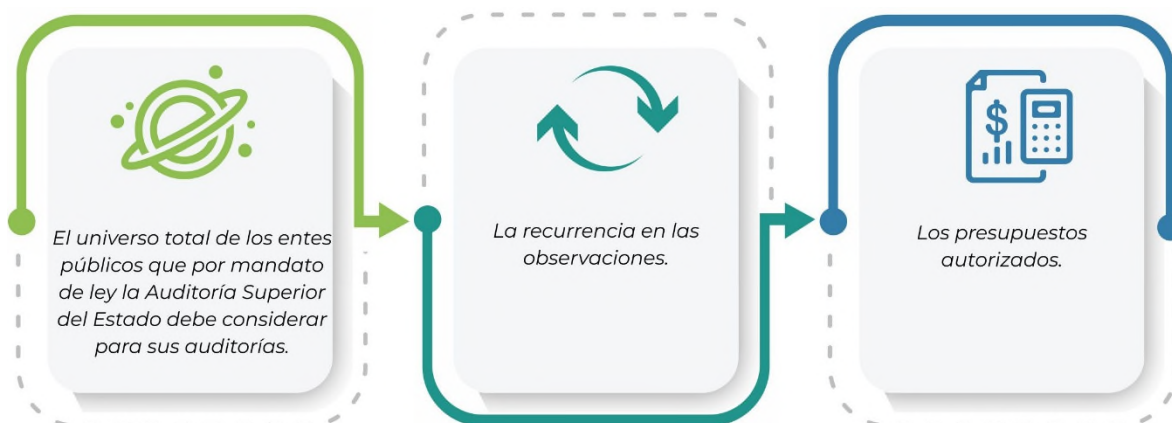 El universo total de los entes
públicos que por mandato
de ley la Auditoría Superior
del Estado debe considerar
para sus auditorías.
La recurrencia en las
observaciones.
Los presupuestos
autorizados.